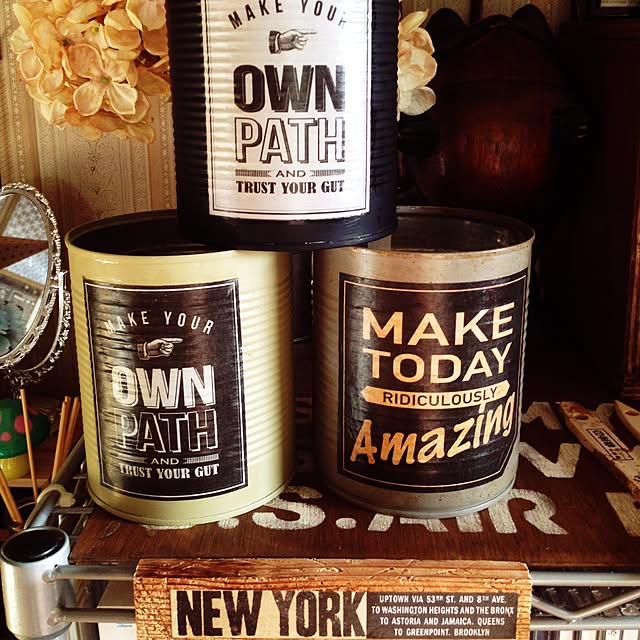 MAKE YOUR
OWN
PATH
AND
TRUST YOUR GUT
MAKE YOUR
OWN
PATH
AND
TRUST YOUR GUT
MAKE
TODAY
RIDICULOUSLY
Amazing
.S.AIR
NEW YORK
UPTOWN VIA 53RD ST. AND 8TH AVE.
TO WASHINGTON HEIGHTS AND THE BRONX
TO ASTORIA AND JAMAICA. QUEENS
TO GREENPOINT. BROOKLYN